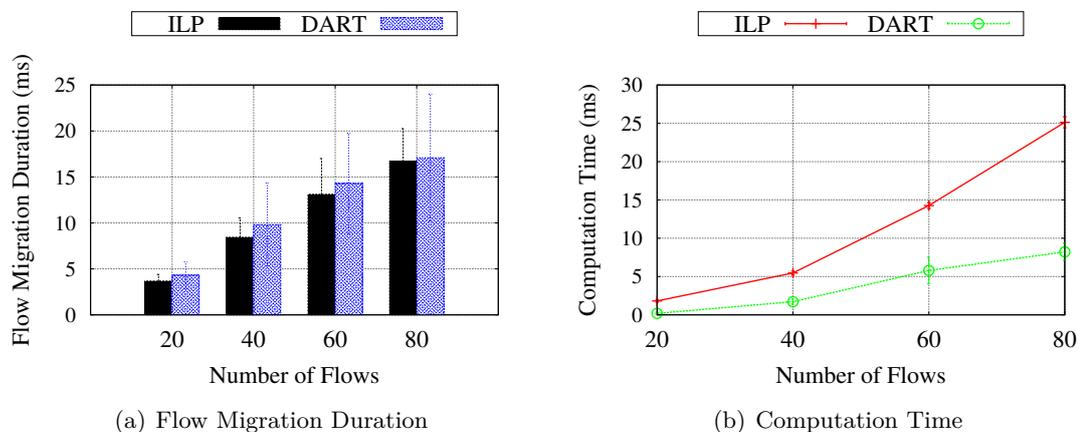 ILP DART
Flow Migration Duration (ms)
25
20
15
10
5
0
20 40 60 80
Number of Flows
(a) Flow Migration Duration
ILP DART
Computation Time (ms)
30
25
20
15
10
5
0
20 40 60 80
Number of Flows
(b) Computation Time